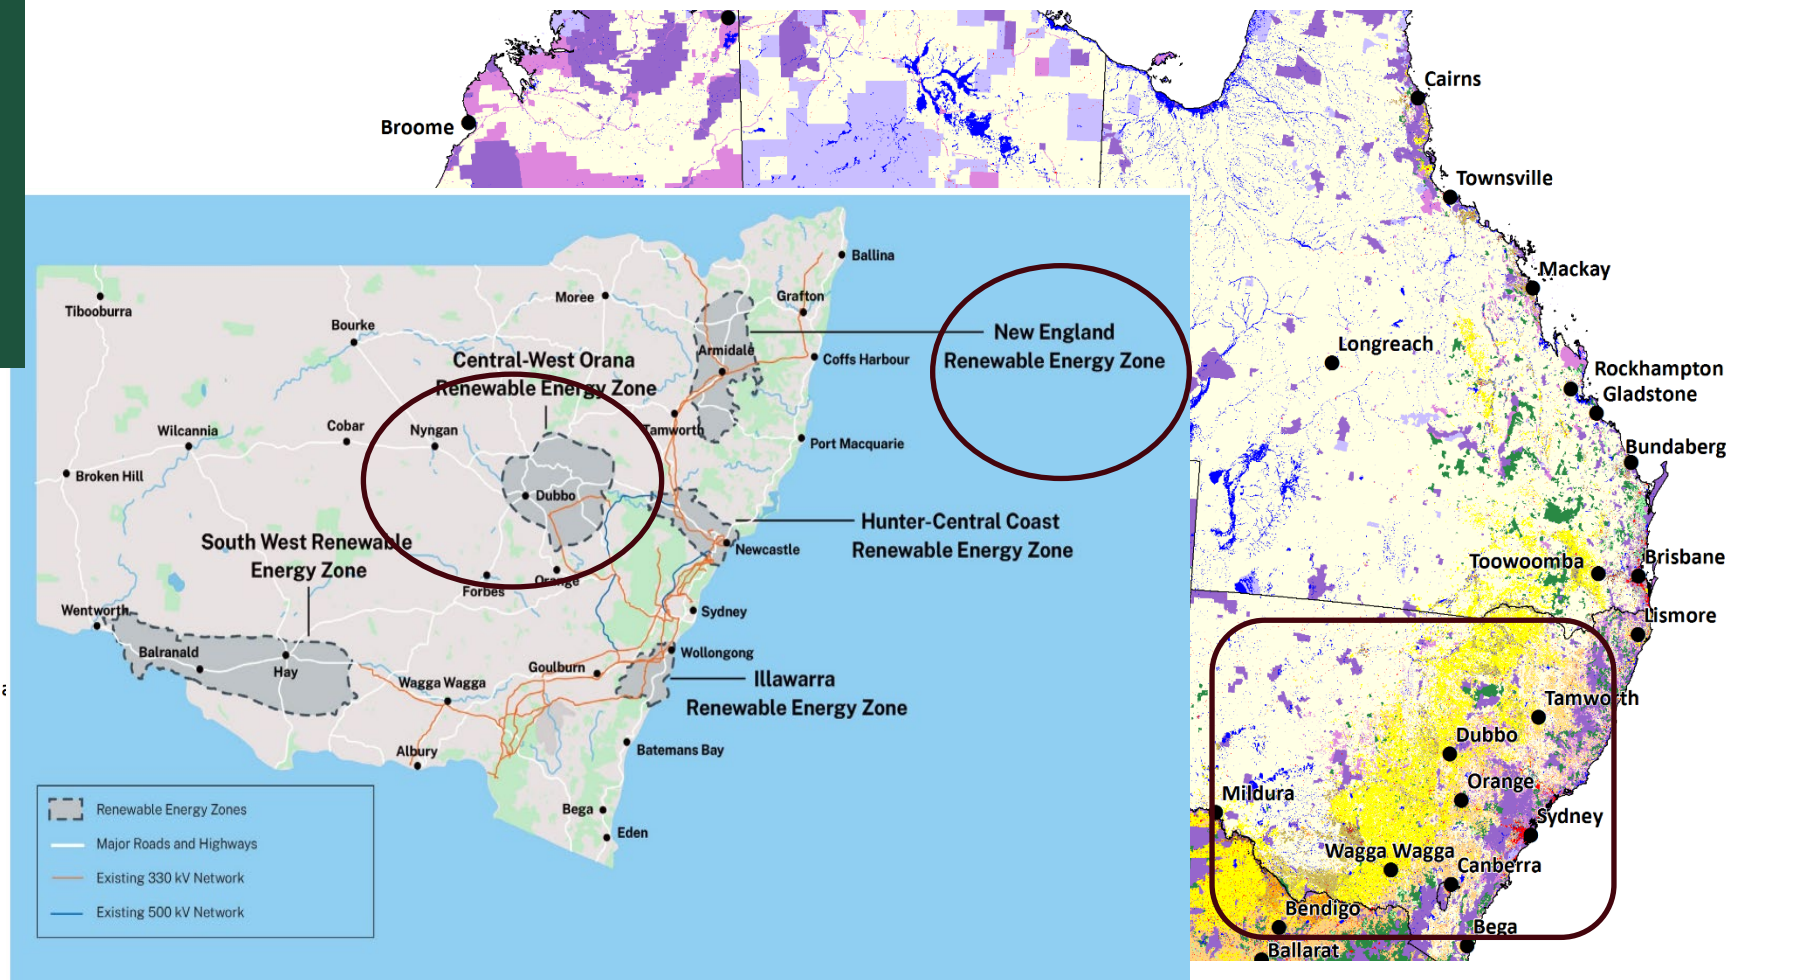 Cairns
Broome
Townsville
Mackay
Longreach
Rockhampton
Gladstone
Bundaberg
Toowoomba
Brisbane
Lismore
Tamworth
Dubbo
Orange
Mildura
Sydney
Wagga Wagga
Canberra
Bendigo
Bega
Ballarat
Ballina
Tibooburra
Moree
Grafton
Bourke
New England
Renewable Energy Zone
Armidale
Coffs Harbour
Central-West Orana
Renewable Energy Zone
Wilcannia
Cobar
Nyngan
Tamworth
Port Macquarie
Broken Hill
Dubbo
Hunter-Central Coast
Renewable Energy Zone
Newcastle
South West Renewable
Energy Zone
Orange
Forbes
Wentworth
Sydney
Balranald
Hay
Goulburn
Wollongong
Wagga Wagga
Illawarra
Renewable Energy Zone
Albury
Batemans Bay
Bega
Eden
Renewable Energy Zones
Major Roads and Highways
Existing 330 kV Network
Existing 500 kV Network